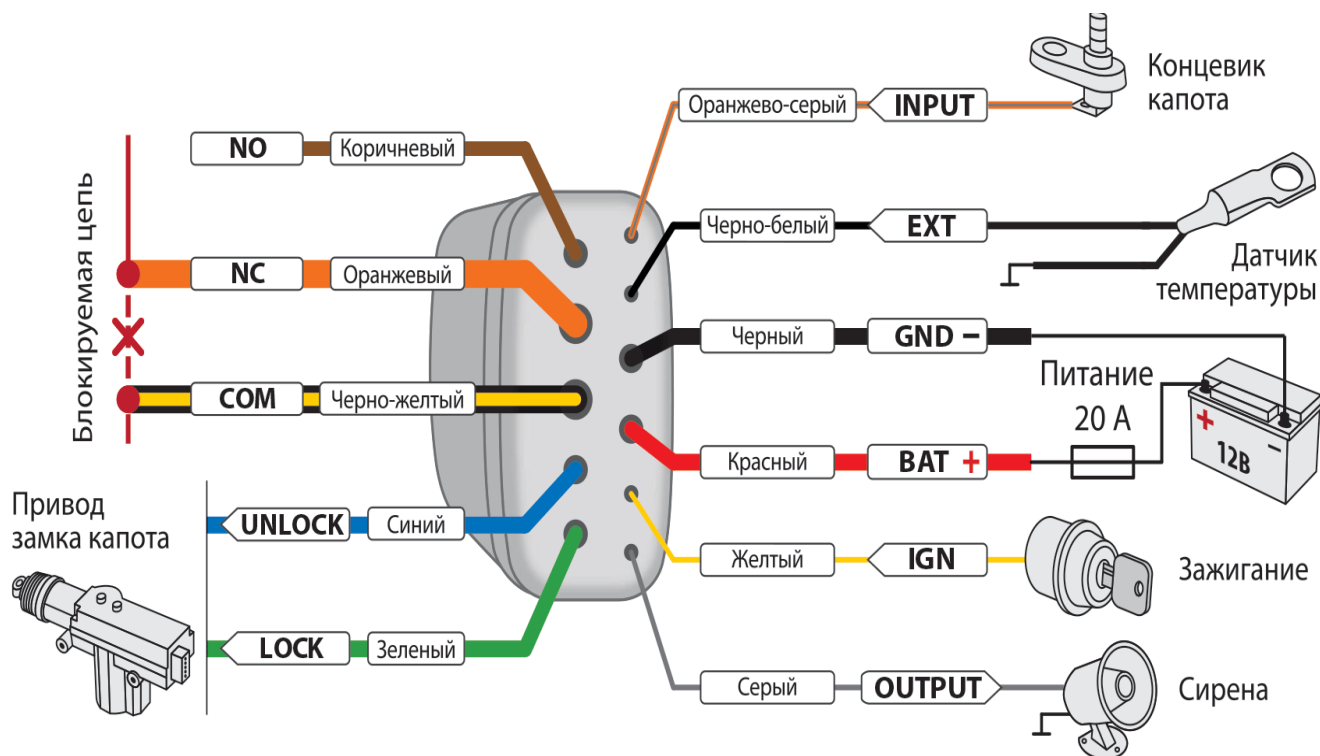 Блокируемая цепь
NO Коричневый
NC Оранжевый
COM Черно-желтый
Привод
замка капота
UNLOCK Синий
LOCK Зеленый
Оранжево-серый INPUT
Концевик
капота
Черно-белый EXT
Датчик
температуры
Черный GND −
Питание
20 А
Красный BAT +
+ −
12В
Желтый IGN
Зажигание
Серый OUTPUT
Сирена